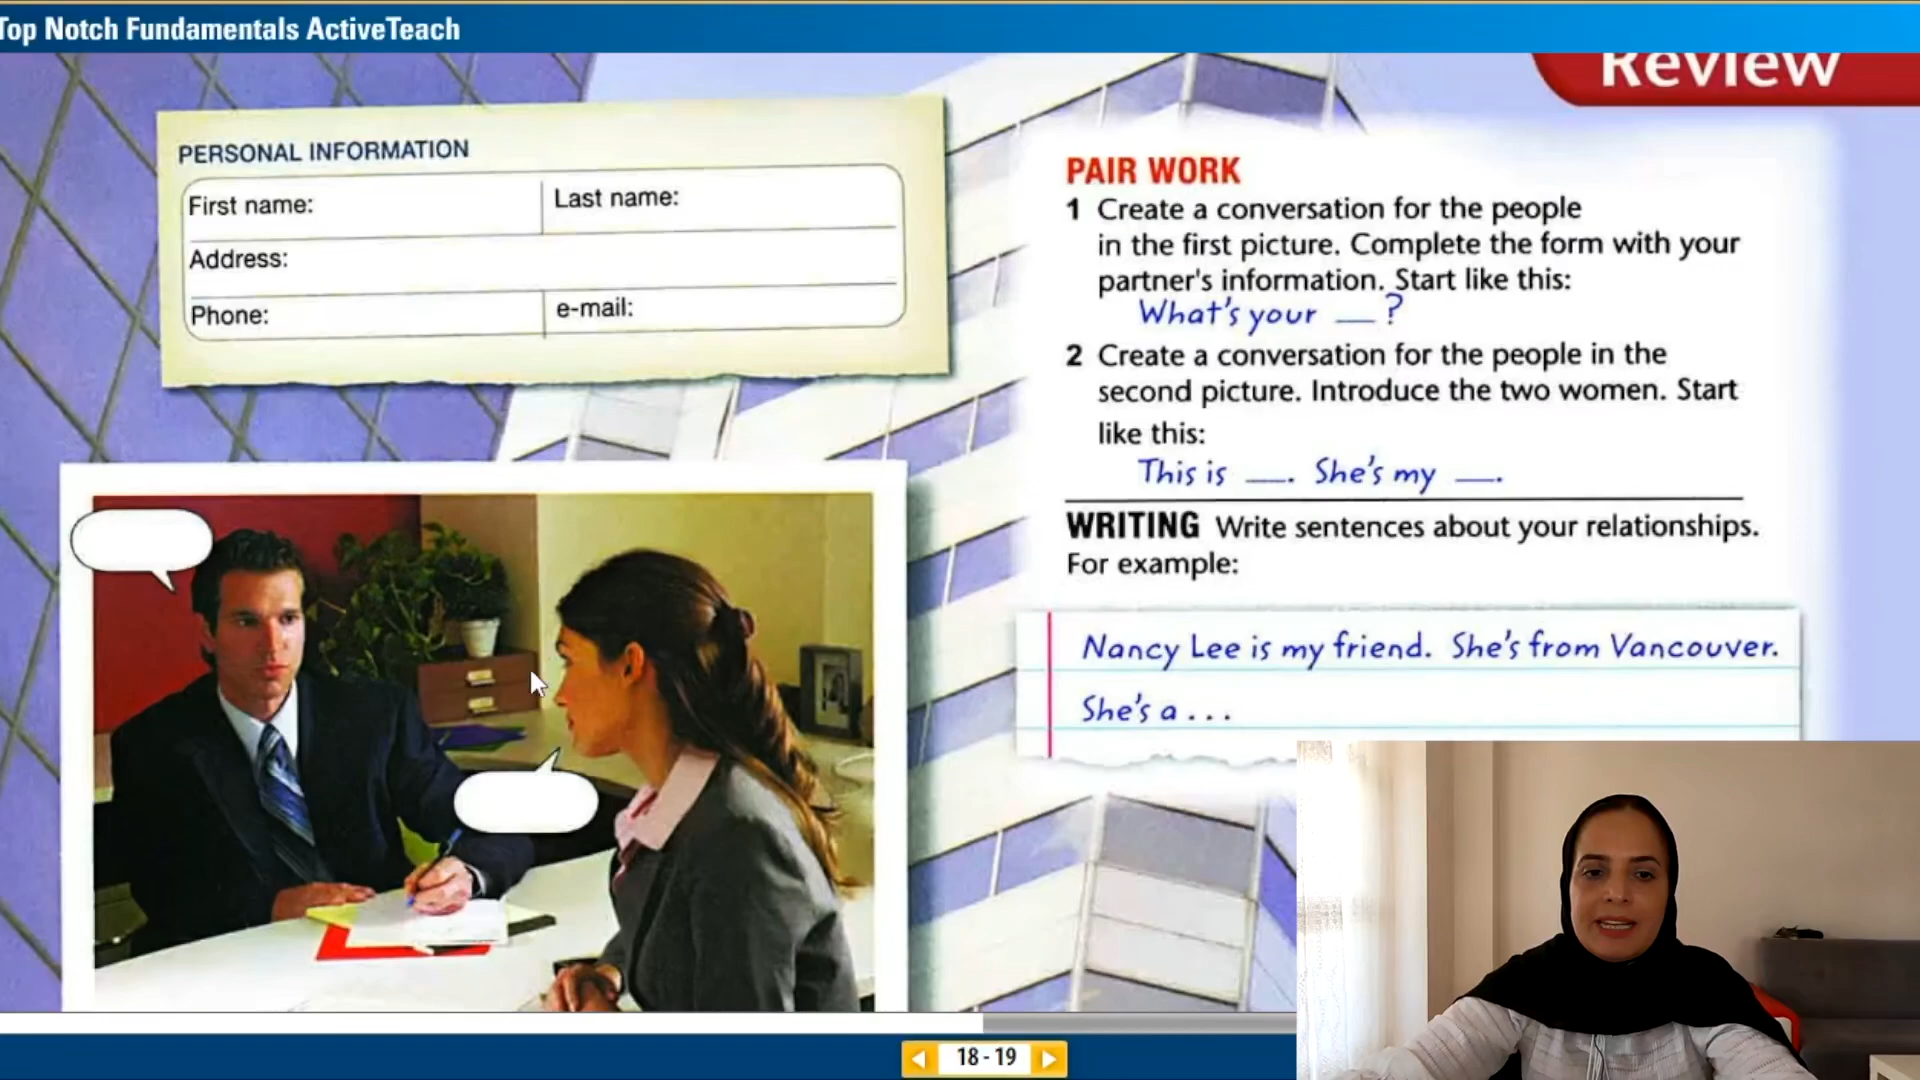 Top Notch Fundamentals ActiveTeach
Review
PERSONAL INFORMATION
First name:
Last name:
Address:
Phone:
e-mail:
PAIR WORK
1 Create a conversation for the people
in the first picture. Complete the form with your
partner's information. Start like this:
What's your __ ?
2 Create a conversation for the people in the
second picture. Introduce the two women. Start
like this:
This is __. She's my __.
WRITING Write sentences about your relationships.
For example:
Nancy Lee is my friend. She's from Vancouver.
She's a ...
18 - 19